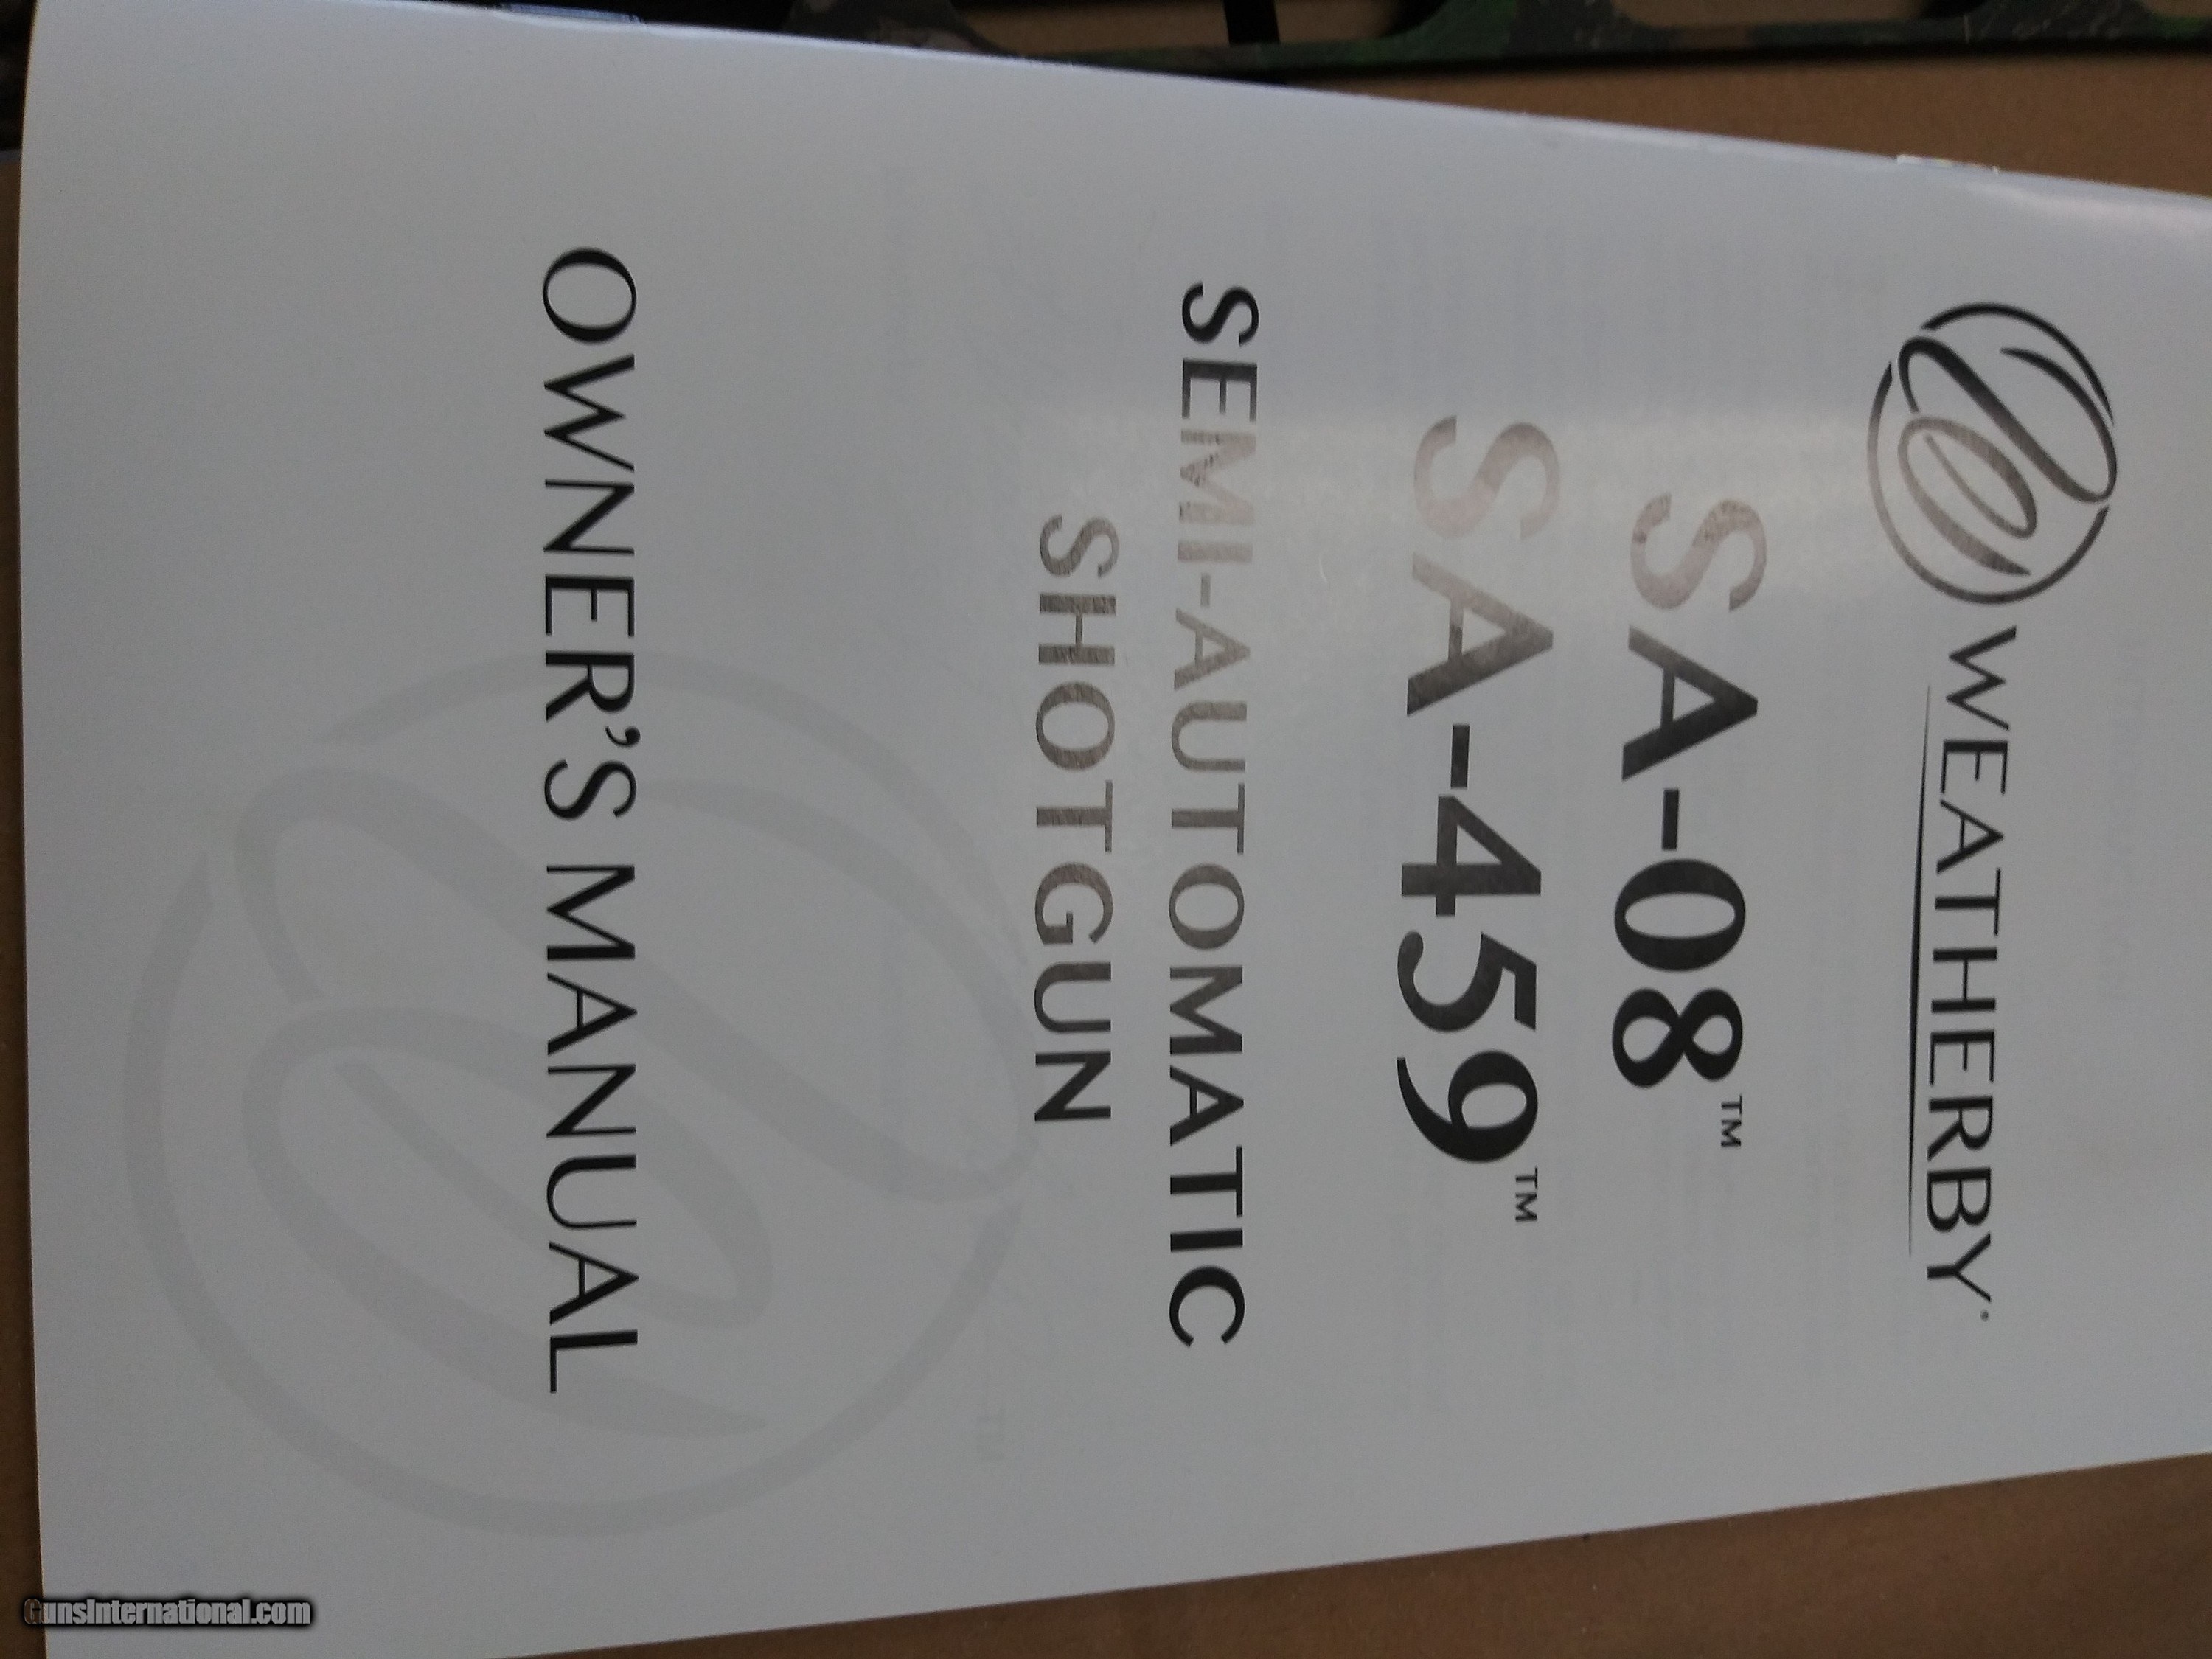 WEATHERBY®
SA-08™
SA-459™
SEMI-AUTOMATIC
SHOTGUN
OWNER'S MANUAL
GunsInternational.com